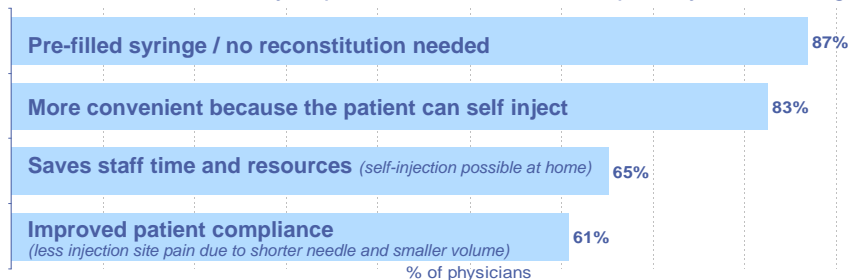 Pre-filled syringe / no reconstitution needed
87%
More convenient because the patient can self inject
83%
Saves staff time and resources (self-injection possible at home)
65%
Improved patient compliance
(less injection site pain due to shorter needle and smaller volume)
61%
% of physicians